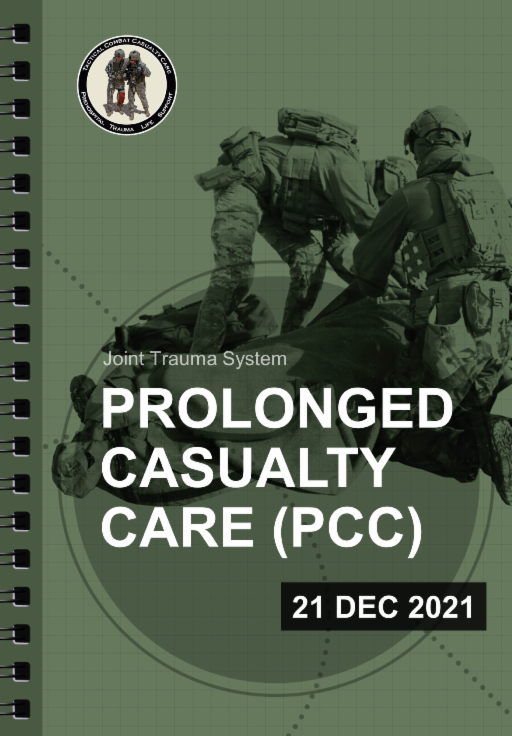 TACTICAL COMBAT CASUALTY CARE
PREHOSPITAL TRAUMA LIFE SUPPORT
Joint Trauma System
PROLONGED
CASUALTY
CARE (PCC)
21 DEC 2021